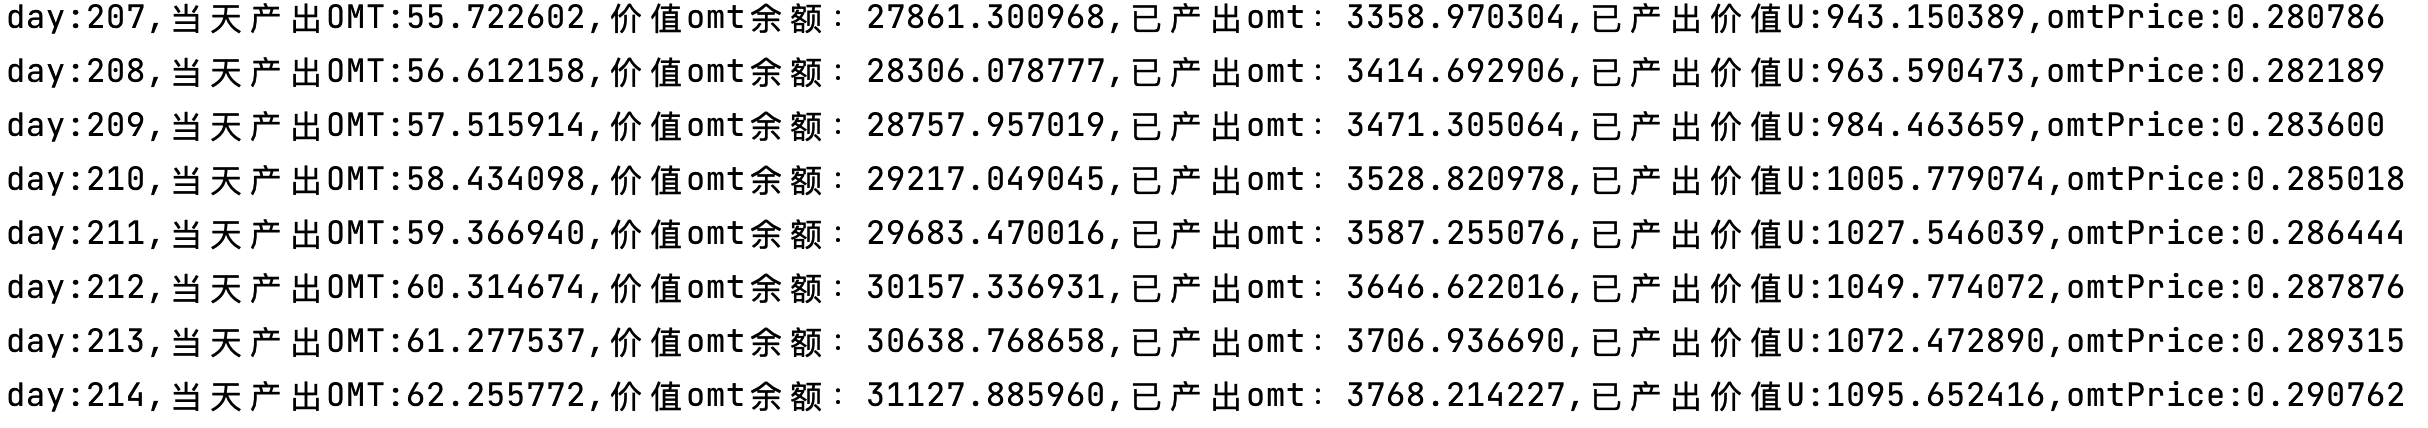 day:207,当天产出OMT:55.722602,价值omt余额：27861.300968,已产出omt：3358.970304,已产出价值U:943.150389,omtPrice:0.280786
day:208,当天产出OMT:56.612158,价值omt余额：28306.078777,已产出omt：3414.692906,已产出价值U:963.590473,omtPrice:0.282189
day:209,当天产出OMT:57.515914,价值omt余额：28757.957019,已产出omt：3471.305064,已产出价值U:984.463659,omtPrice:0.283600
day:210,当天产出OMT:58.434098,价值omt余额：29217.049045,已产出omt：3528.820978,已产出价值U:1005.779074,omtPrice:0.285018
day:211,当天产出OMT:59.366940,价值omt余额：29683.470016,已产出omt：3587.255076,已产出价值U:1027.546039,omtPrice:0.286444
day:212,当天产出OMT:60.314674,价值omt余额：30157.336931,已产出omt：3646.622016,已产出价值U:1049.774072,omtPrice:0.287876
day:213,当天产出OMT:61.277537,价值omt余额：30638.768658,已产出omt：3706.936690,已产出价值U:1072.472890,omtPrice:0.289315
day:214,当天产出OMT:62.255772,价值omt余额：31127.885960,已产出omt：3768.214227,已产出价值U:1095.652416,omtPrice:0.290762